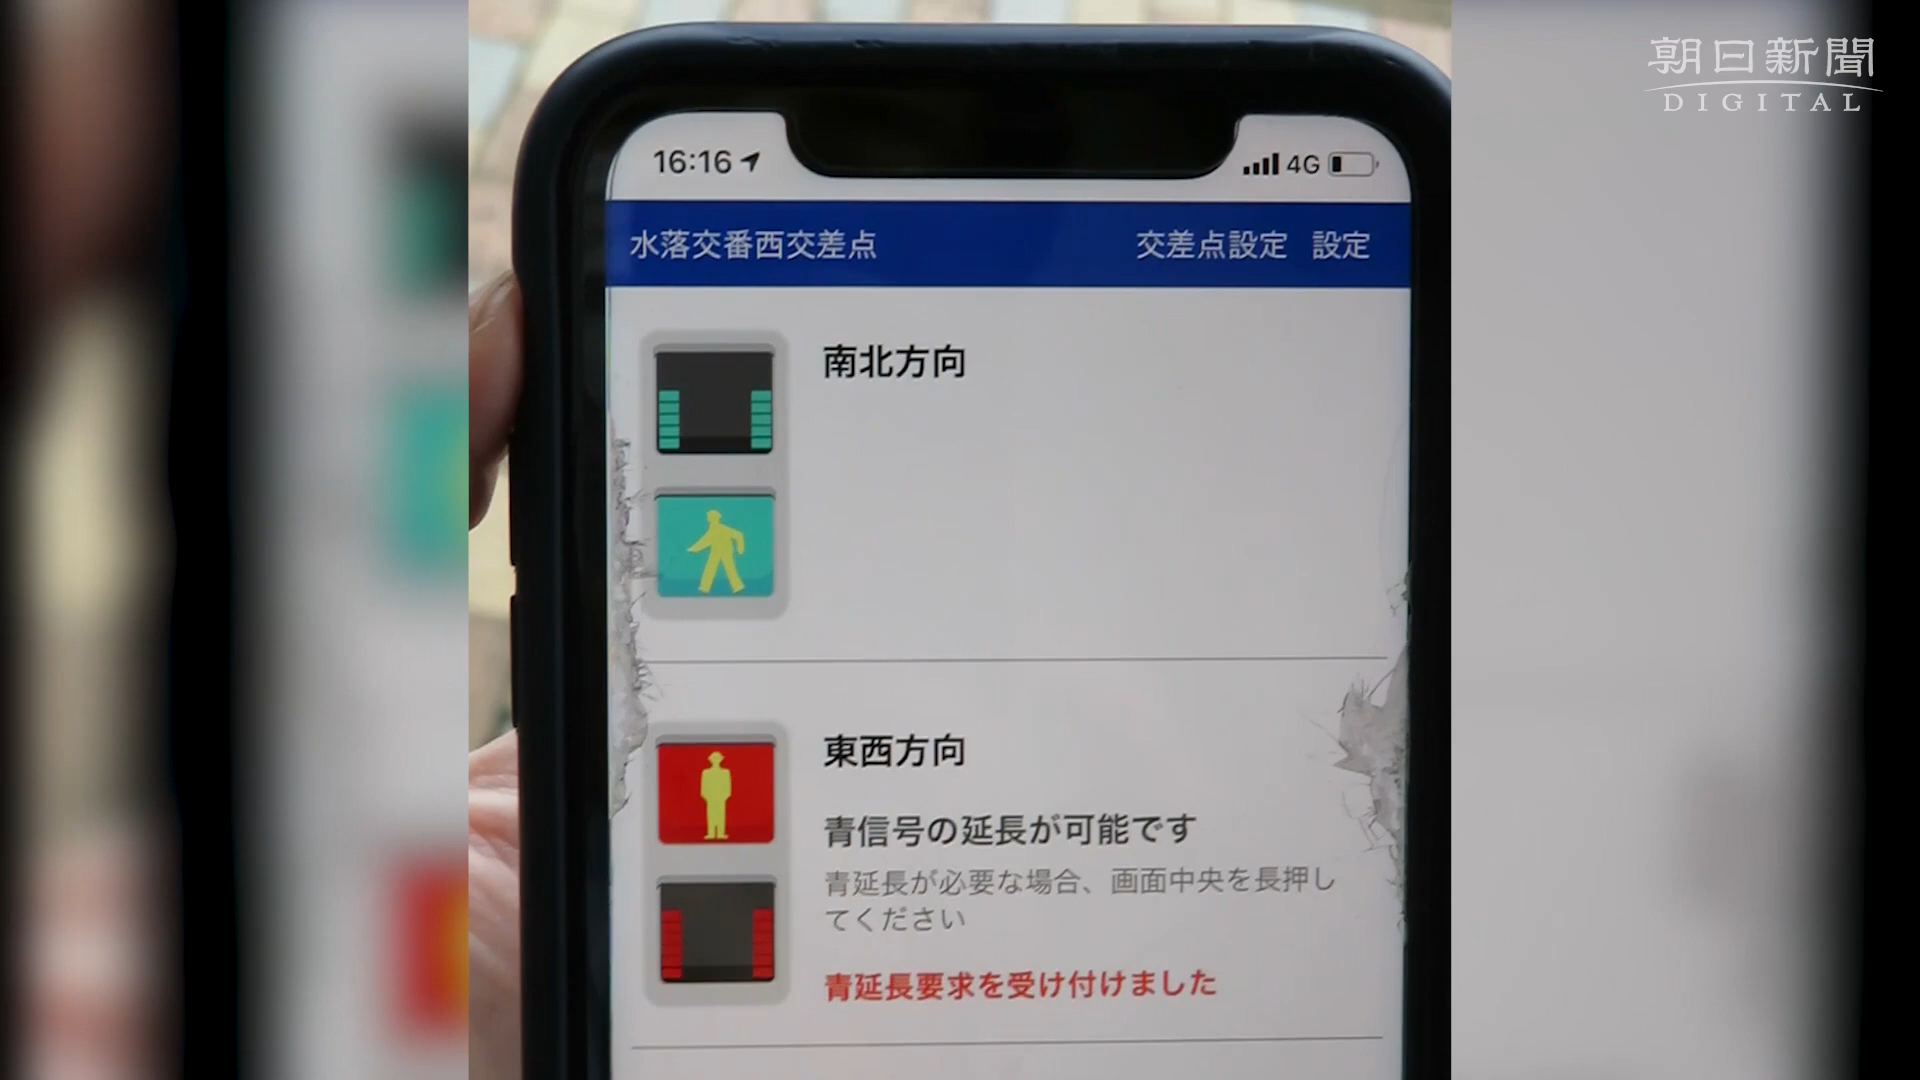 朝日新聞
DIGITAL
16:16
4G
水落交番西交差点
交差点設定 設定
南北方向
東西方向
青信号の延長が可能です
青延長が必要な場合、画面中央を長押し
てください
青延長要求を受け付けました